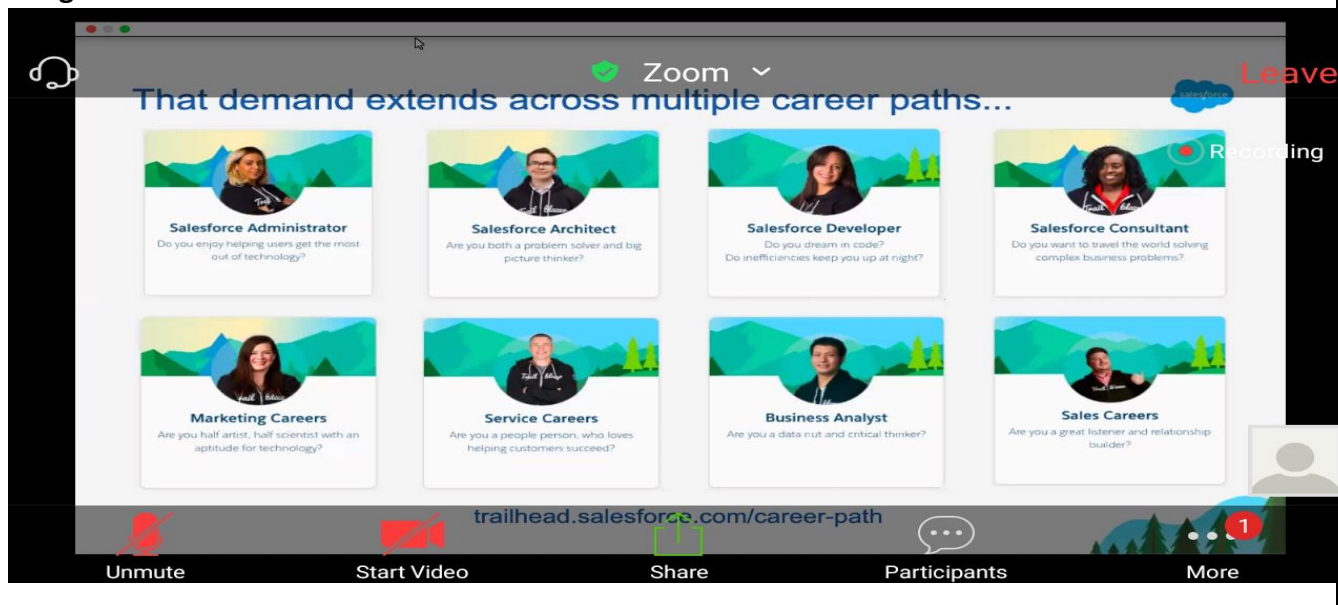 Zoom
Leave
That demand extends across multiple career paths...
salesforce
Recording
Salesforce Administrator
Do you enjoy helping users get the most
out of technology?
Salesforce Architect
Are you both a problem solver and big
picture thinker?
Salesforce Developer
Do you dream in code?
Do inefficiencies keep you up at night?
Salesforce Consultant
Do you want to travel the world solving
complex business problems?
Marketing Careers
Are you half artist, half scientist with an
aptitude for technology?
Service Careers
Are you a people person, who loves
helping customers succeed?
Business Analyst
Are you a data nut and critical thinker?
Sales Careers
Are you a great listener and relationship
builder?
trailhead.salesforce.com/career-path
1
Unmute
Start Video
Share
Participants
More